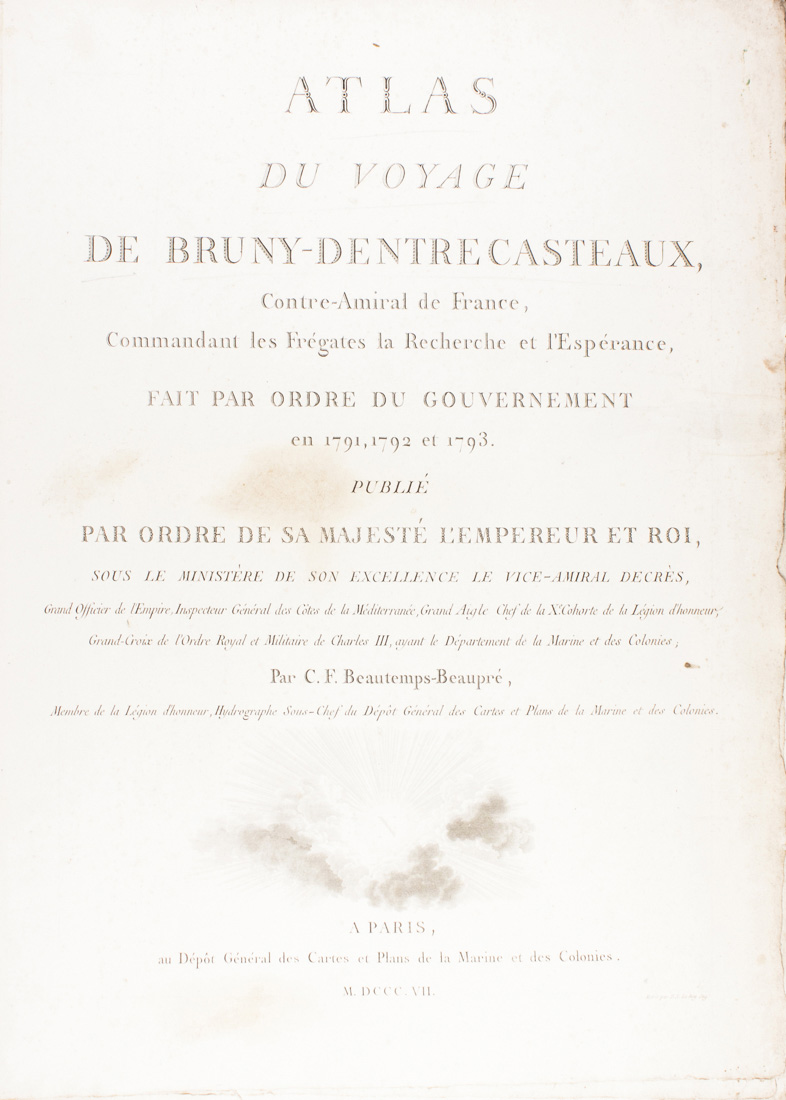 ATLAS
DU VOYAGE
DE BRUNY-DENTRECASTEAUX,
Contre-Amiral de France,
Commandant les Frégates la Recherche et l'Espérance,
FAIT PAR ORDRE DU GOUVERNEMENT
en 1791, 1792 et 1793.
PUBLIÉ
PAR ORDRE DE SA MAJESTÉ L'EMPEREUR ET ROI,
SOUS LE MINISTÈRE DE SON EXCELLENCE LE VICE-AMIRAL DECRÈS,
Grand Officier de l'Empire, Inspecteur Général des Côtes de la Méditerranée, Grand Aigle Chef de la Xe. Cohorte de la Légion d'honneur,
Grand-Croix de l'Ordre Royal et Militaire de Charles III, ayant le Département de la Marine et des Colonies;
Par C. F. Beautemps-Beaupré,
Membre de la Légion d'honneur, Hydrographe Sous-Chef du Dépôt Général des Cartes et Plans de la Marine et des Colonies.
A PARIS,
au Dépôt Général des Cartes et Plans de la Marine et des Colonies.
M. DCCC. VII.